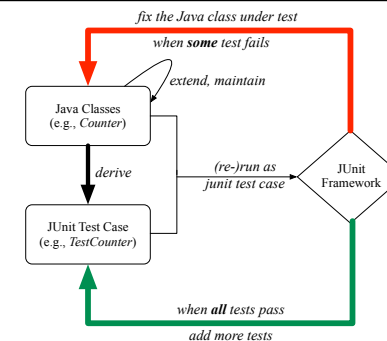 fix the Java class under test
when some test fails
extend, maintain
Java Classes
(e.g., Counter)
derive
(re-)run as
junit test case
JUnit
Framework
JUnit Test Case
(e.g., TestCounter)
when all tests pass
add more tests